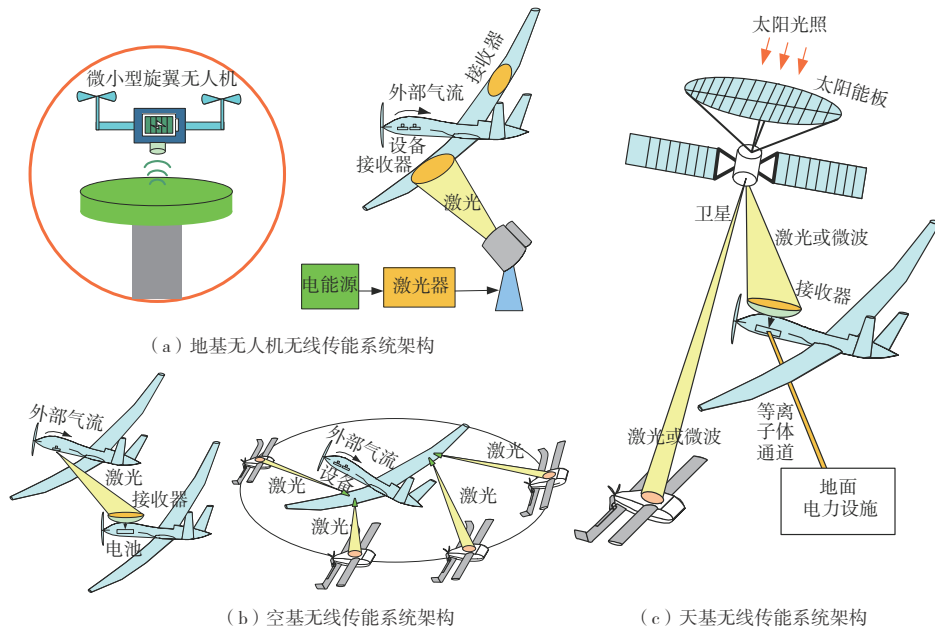 微小型旋翼无人机
外部气流
接收器
设备
接收器
激光
电能源
激光器
(a)地基无人机无线传能系统架构
外部气流
激光
接收器
电池
外部气流
设备
激光
激光
激光
激光
(b)空基无线传能系统架构
太阳光照
太阳能板
卫星
激光或微波
接收器
激光或微波
等离
子体
通道
地面
电力设施
(c)天基无线传能系统架构